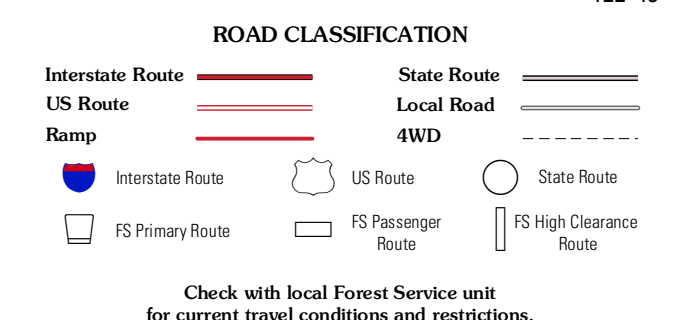 ROAD CLASSIFICATION
Interstate Route
State Route
US Route
Local Road
Ramp
4WD
Interstate Route
US Route
State Route
FS Primary Route
FS Passenger
Route
FS High Clearance
Route
Check with local Forest Service unit
for current travel conditions and restrictions.